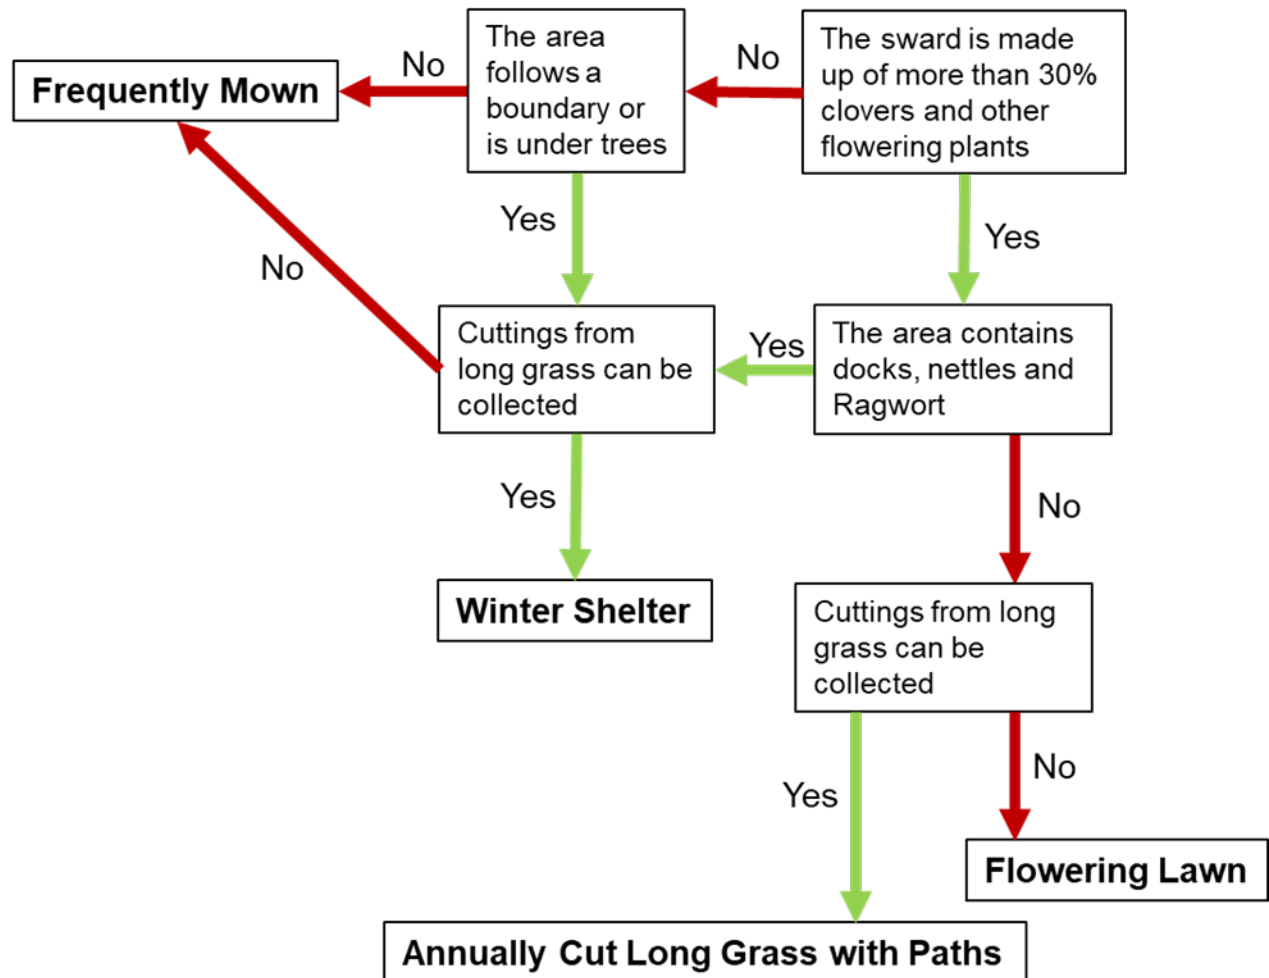 The area
follows a
boundary or
is under trees
No
The sward is made
up of more than 30%
clovers and other
flowering plants
No
Frequently Mown
Yes
Yes
No
Cuttings from
long grass can be
collected
Yes
The area contains
docks, nettles and
Ragwort
Yes
No
Winter Shelter
Cuttings from long
grass can be
collected
Yes
No
Flowering Lawn
Annually Cut Long Grass with Paths